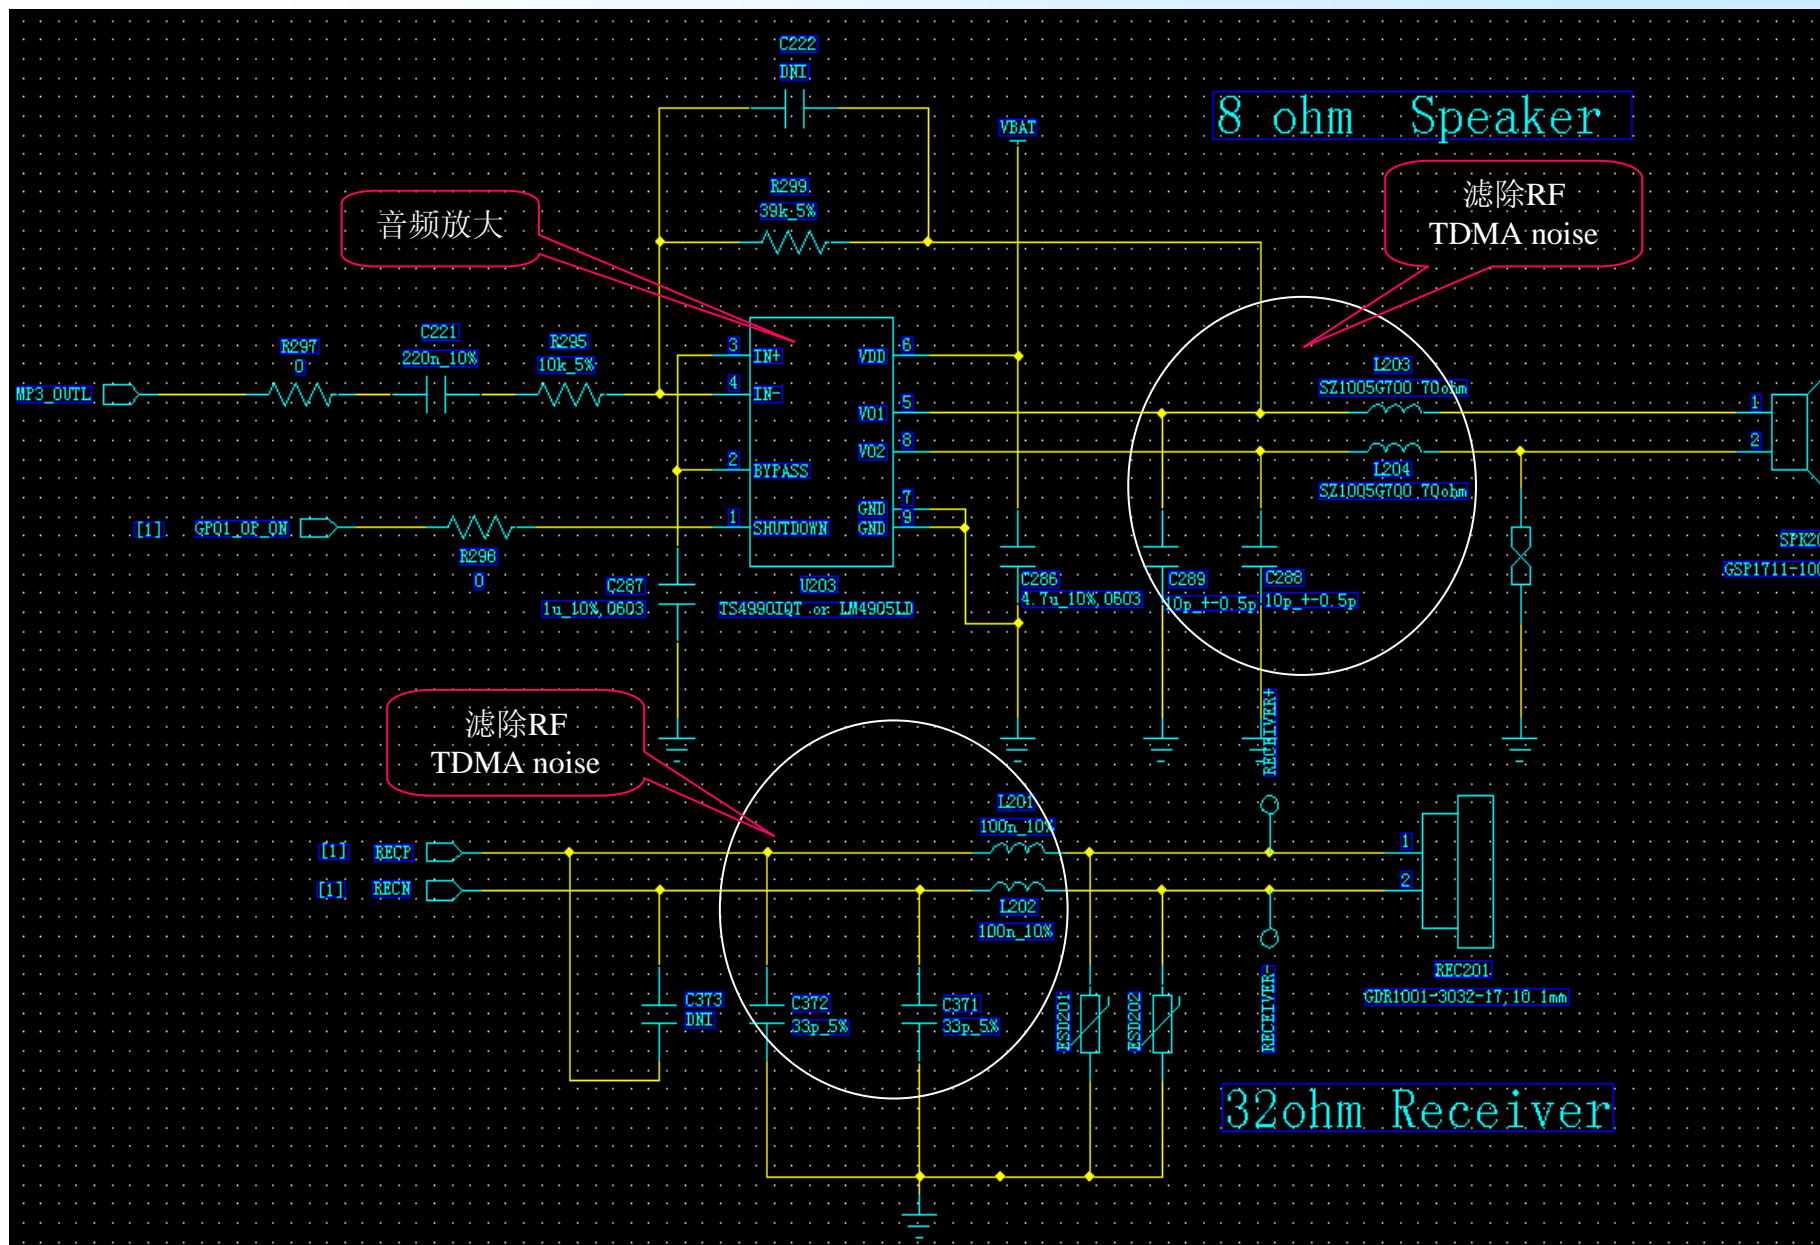 C222
DNI
8 ohm Speaker
VBAT
R299
39k_5%
音频放大
滤除RF
TDMA noise
R297
0
C221
220n_10%
R295
10k_5%
MP3_OUTL
3
IN+
4
IN-
2
BYPASS
1
SHUTDOWN
VDD
6
VO1
5
VO2
8
GND
7
GND
9
L203
SZ1005G700 70ohm
L204
SZ1005G700 70ohm
1
2
[1]
GPO1_OP_ON
R296
0
C287
1u_10%,0603
U203
TS4990IQT or LM4905LD
C286
4.7u_10%,0603
C289
10p_+-0.5p
C288
10p_+-0.5p
SPK20
GSP1711-100
滤除RF
TDMA noise
RECEIVER+
L201
100n_10%
[1]
RECP
[1]
RECN
L202
100n_10%
1
2
C373
DNI
C372
33p_5%
C371
33p_5%
ESD201
ESD202
RECEIVER-
REC201
GDR1001-3032-17,10.1mm
32ohm Receiver